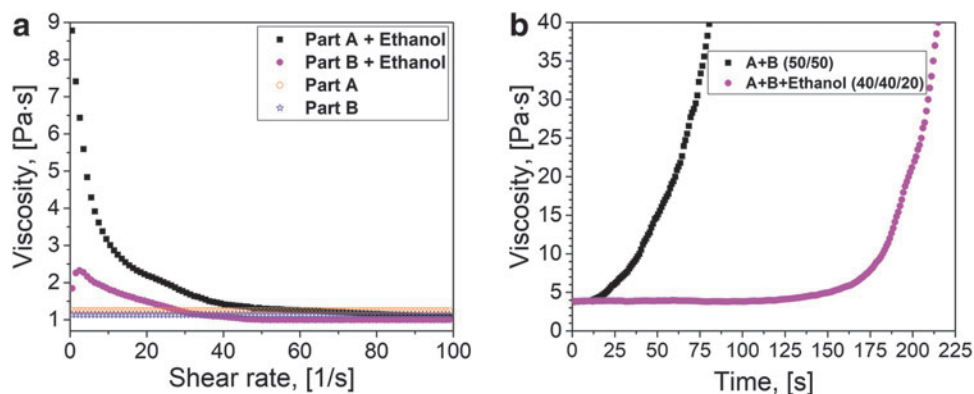 a
9
8
7
6
5
4
3
2
1
Viscosity, [Pa·s]
0 20 40 60 80 100
Shear rate, [1/s]
Part A + Ethanol
Part B + Ethanol
Part A
Part B
b
40
35
30
25
20
15
10
5
0
Viscosity, [Pa·s]
0 25 50 75 100 125 150 175 200 225
Time, [s]
A+B (50/50)
A+B+Ethanol (40/40/20)